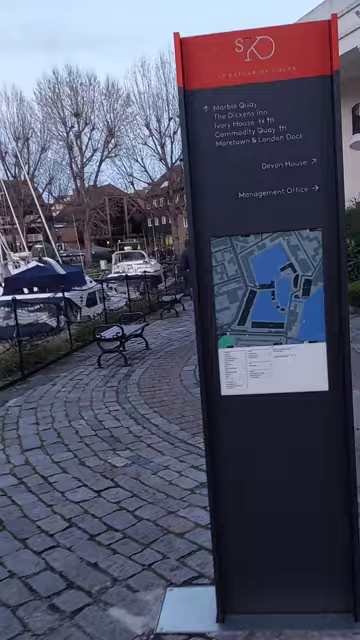 SKD
ST KATHARINE DOCKS
↑ Marble Quay
The Dickens Inn
Ivory House
Commodity Quay
Moretown & London Dock
Devon House ↗
Management Office →